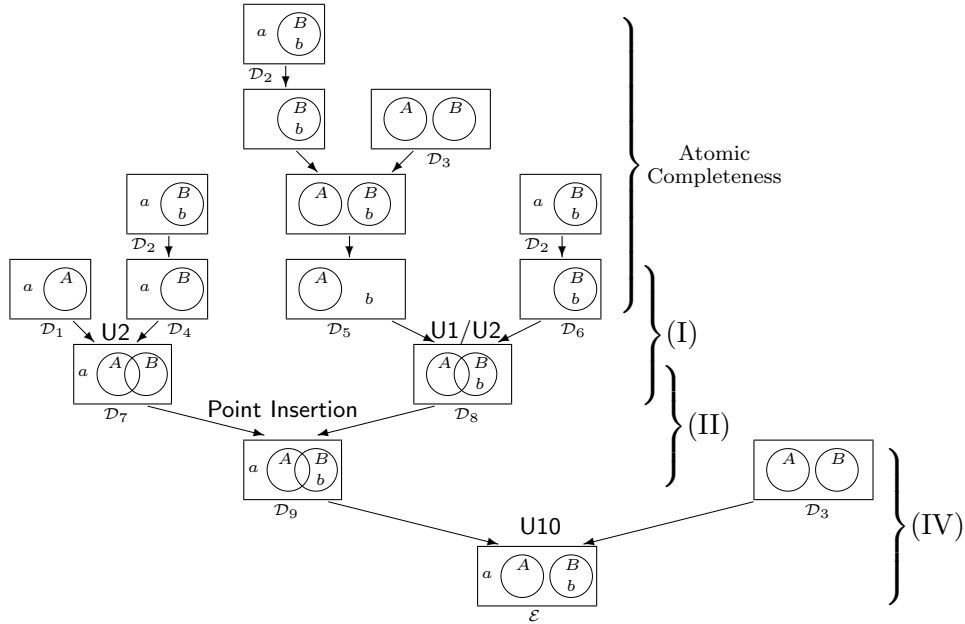 a B
b
𝒟₂
B
b
A B
𝒟₃
Atomic
Completeness
a B
b
𝒟₂
A B
b
a B
b
𝒟₂
a A
𝒟₁
a B
𝒟₄
A b
𝒟₅
B
b
𝒟₆
U2
U1/U2
(I)
a A B
𝒟₇
A B
b
𝒟₈
Point Insertion
(II)
a A B
b
𝒟₉
A B
𝒟₃
U10
(IV)
a A B
b
ℰ